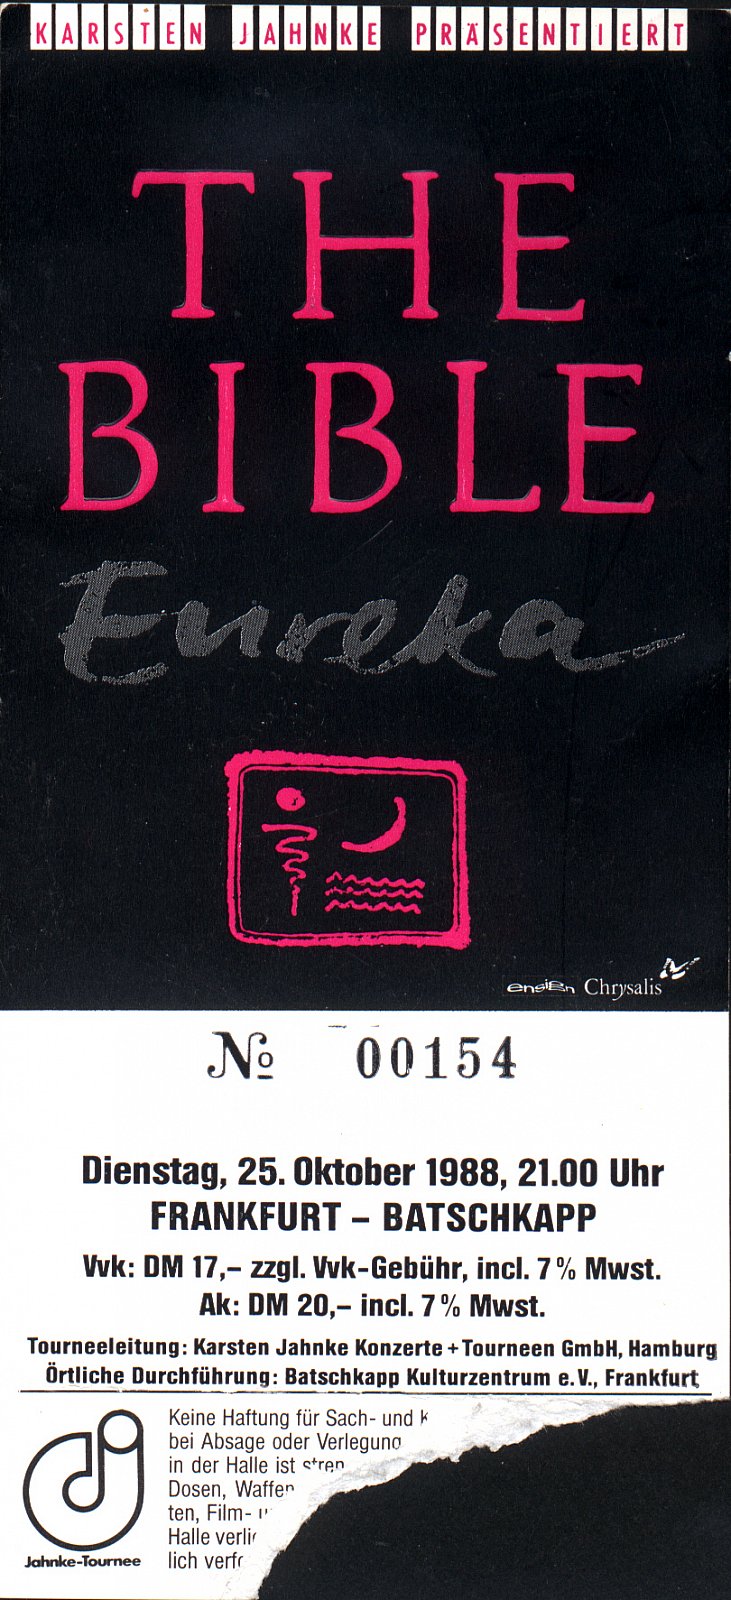 KARSTEN JAHNKE PRÄSENTIERT
THE
BIBLE
Eureka
ensign Chrysalis
No 00154
Dienstag, 25. Oktober 1988, 21.00 Uhr
FRANKFURT – BATSCHKAPP
Vvk: DM 17,– zzgl. Vvk-Gebühr, incl. 7% Mwst.
Ak: DM 20,– incl. 7% Mwst.
Tourneeleitung: Karsten Jahnke Konzerte + Tourneen GmbH, Hamburg
Örtliche Durchführung: Batschkapp Kulturzentrum e.V., Frankfurt
Keine Haftung für Sach- und
bei Absage oder Verlegung
in der Halle ist
Dosen, Waffen
ten, Film-
Halle
lich
Jahnke-Tournee